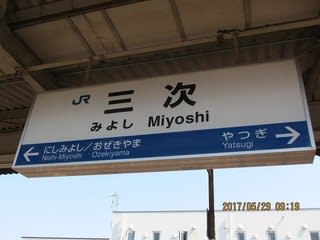 JR 三次
みよし Miyoshi
← にしみよし／おぜきやま やつぎ →
Nishi-Miyoshi Ozekiyama Yatsugi
2017/05/29 09:19